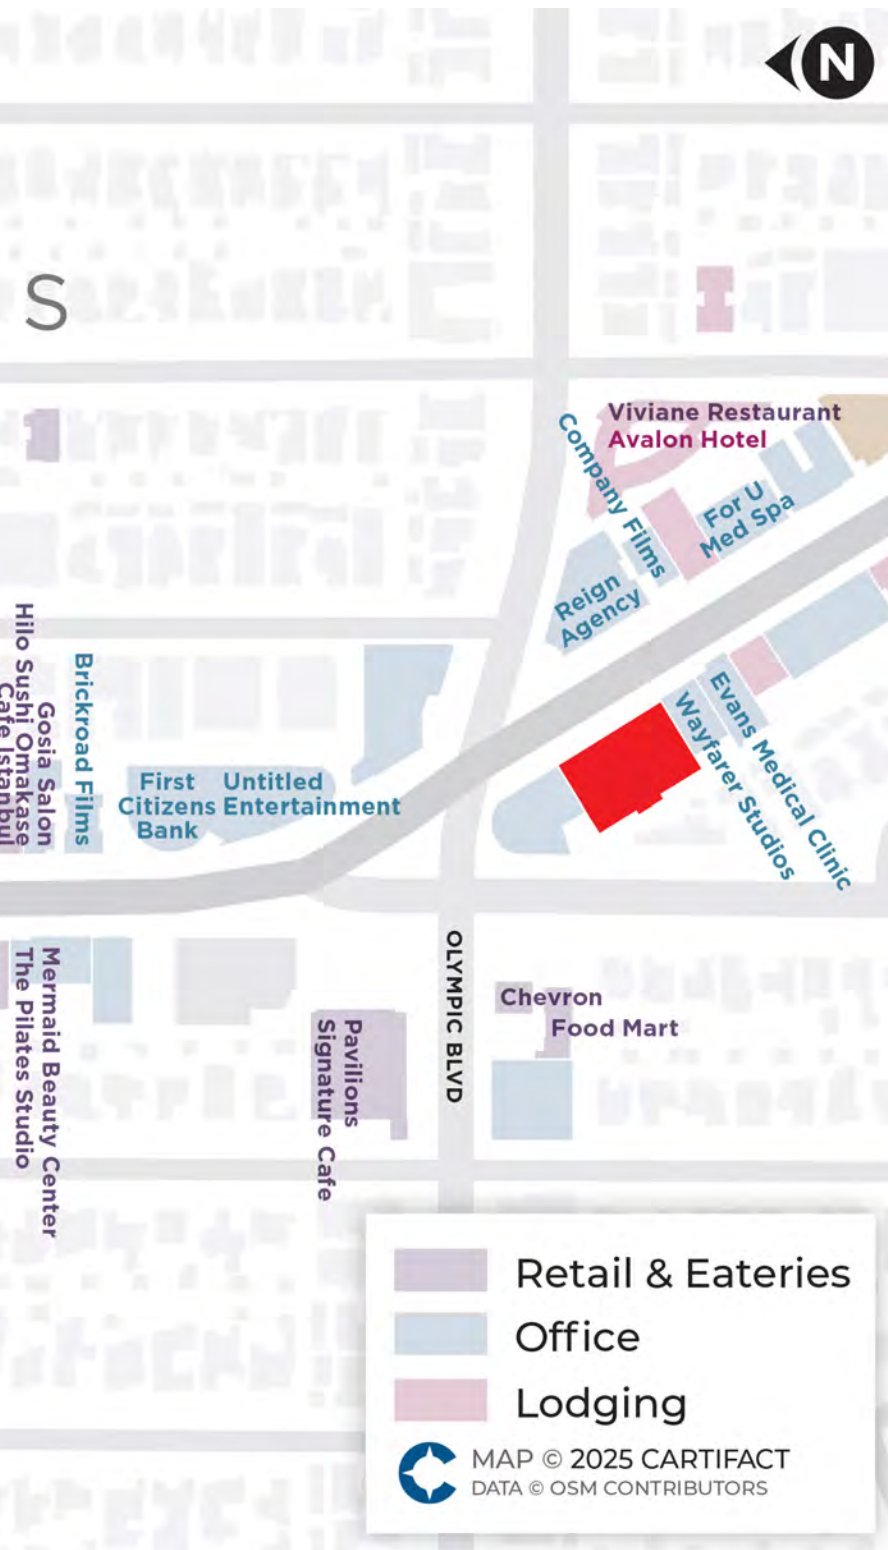 N
S
Viviane Restaurant
Avalon Hotel
Company Films
For U
Med Spa
Reign
Agency
Evans Medical Clinic
Wayfarer Studios
Hilo Sushi Omakase
Cafe Istanbul
Gosia Salon
Brickroad Films
First
Citizens
Bank
Untitled
Entertainment
OLYMPIC BLVD
Mermaid Beauty Center
The Pilates Studio
Pavilions
Signature Cafe
Chevron
Food Mart
Retail & Eateries
Office
Lodging
MAP © 2025 CARTIFACT
DATA © OSM CONTRIBUTORS